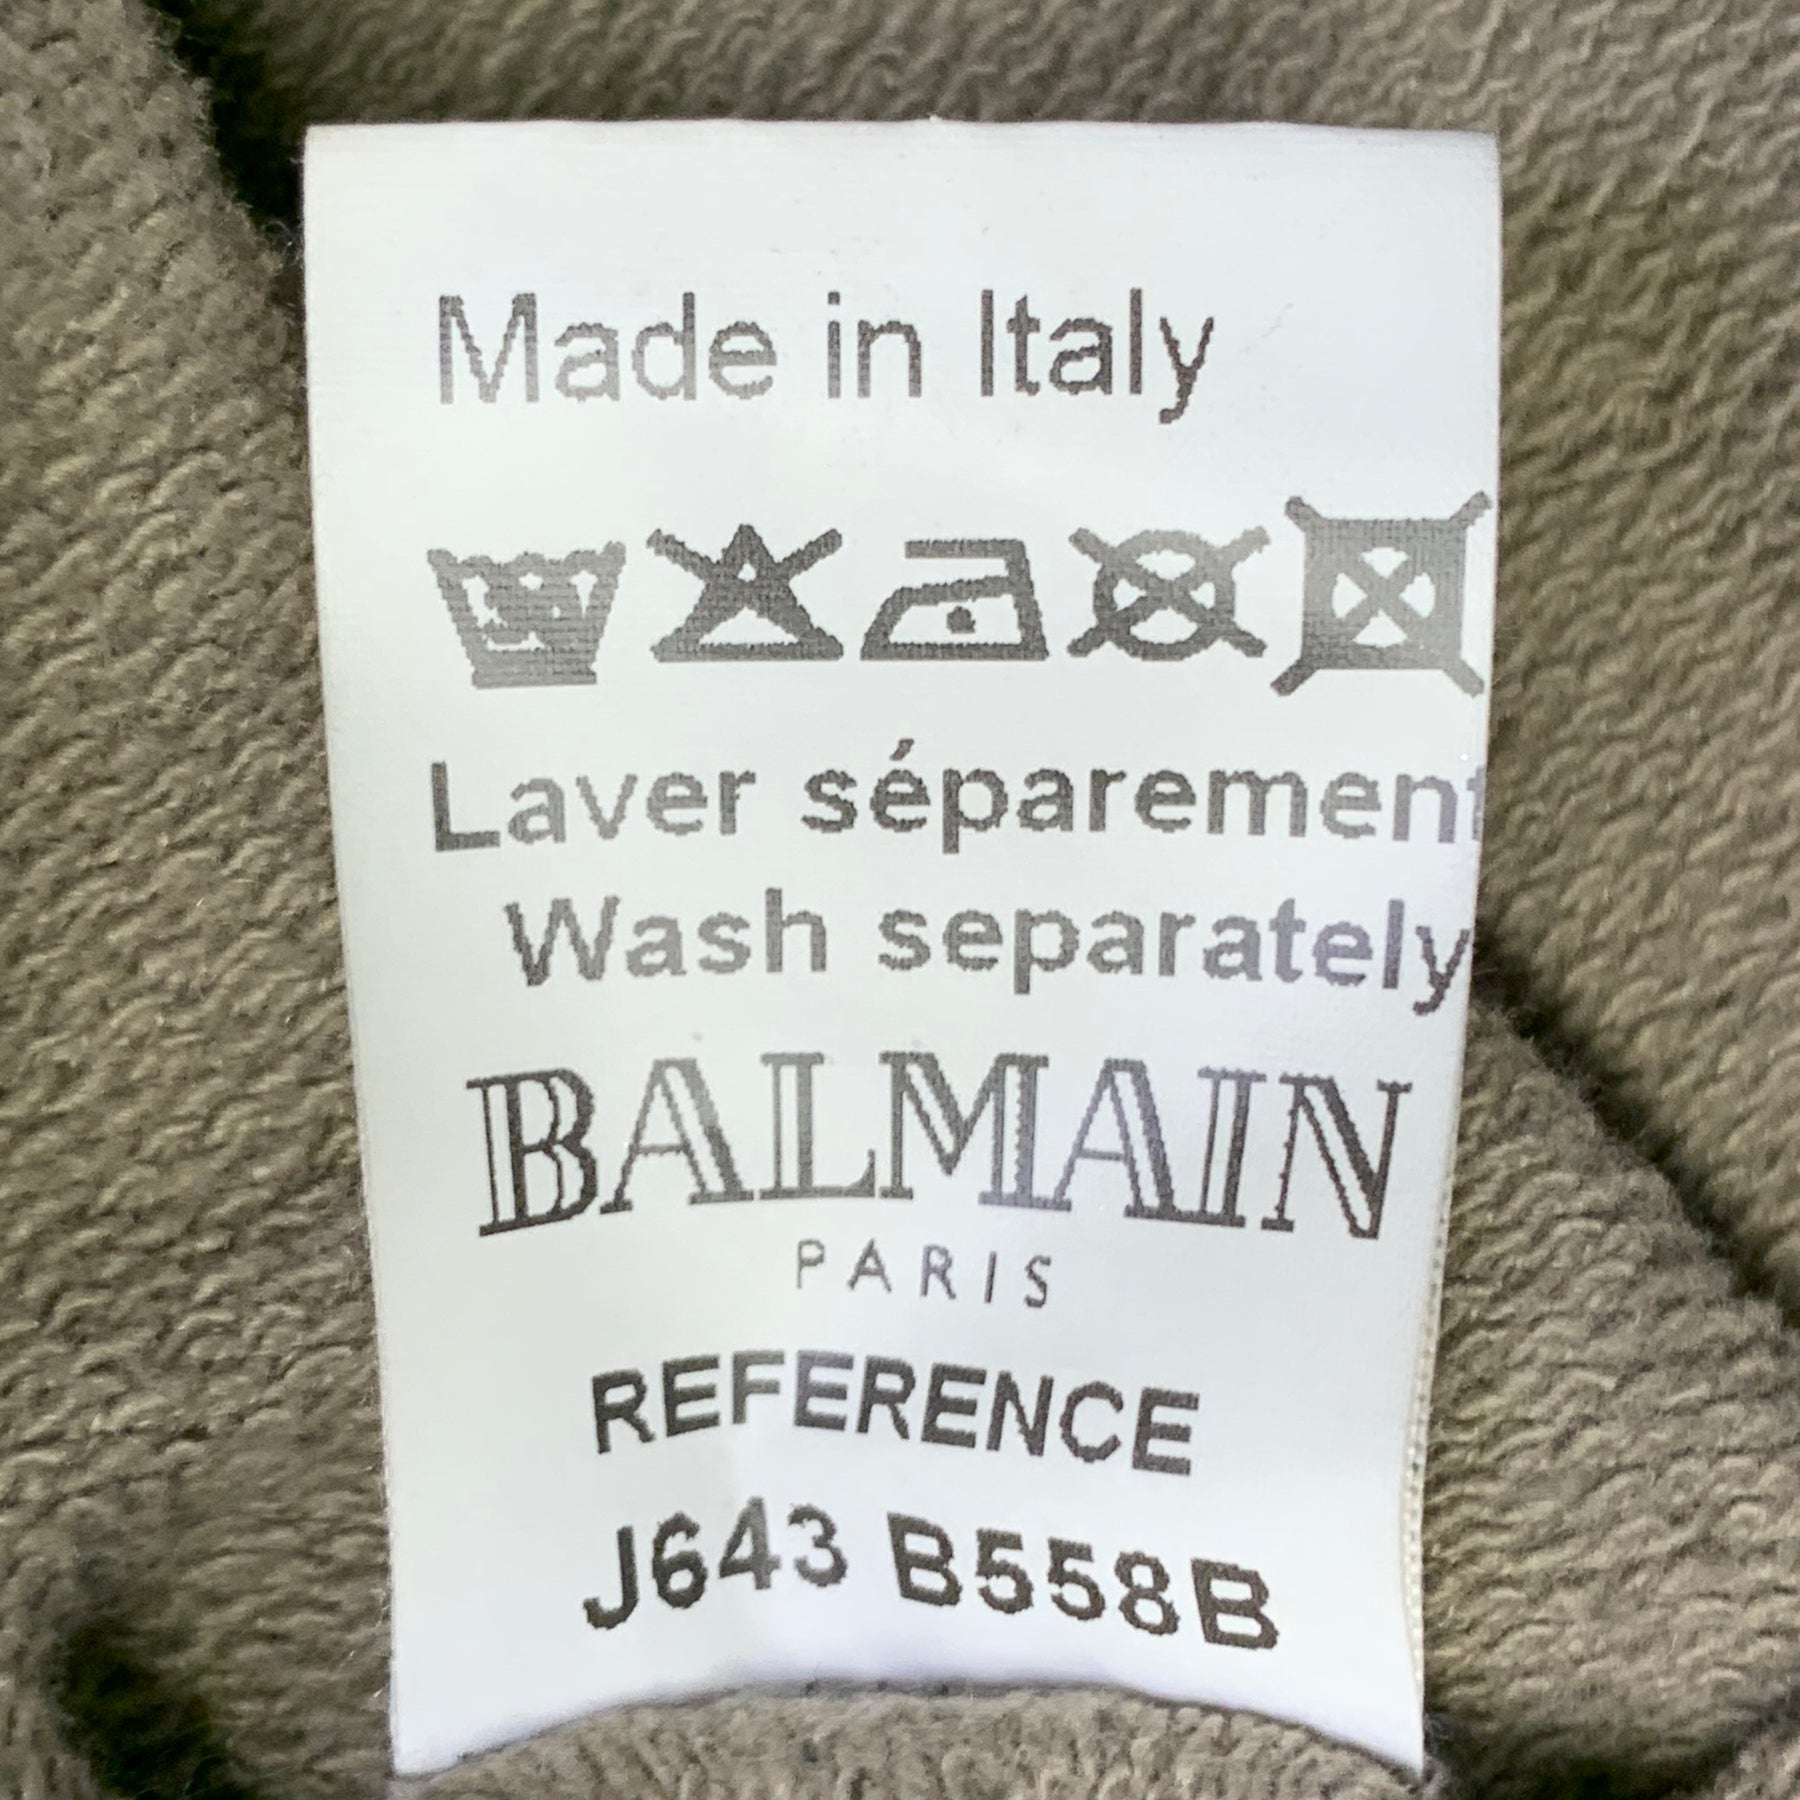 Made in Italy
Laver séparement
Wash separately
BALMAIN
PARIS
REFERENCE
J643 B558B